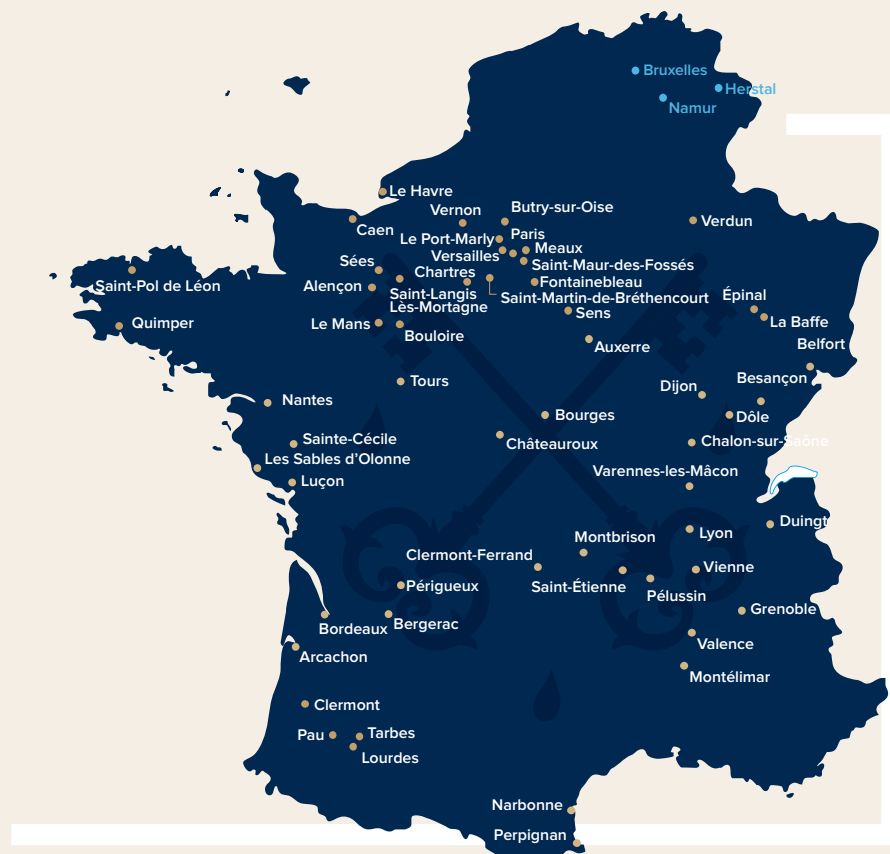 Bruxelles
Herstal
Namur
Le Havre
Vernon
Butry-sur-Oise
Verdun
Caen
Le Port-Marly
Paris
Meaux
Versailles
Sées
Saint-Maur-des-Fossés
Chartres
Fontainebleau
Saint-Pol de Léon
Alençon
Saint-Langis
Lès-Mortagne
Saint-Martin-de-Bréthencourt
Épinal
Sens
La Baffe
Quimper
Le Mans
Bouloire
Auxerre
Belfort
Tours
Dijon
Besançon
Nantes
Bourges
Dôle
Sainte-Cécile
Châteauroux
Chalon-sur-Saône
Les Sables d’Olonne
Varennes-les-Mâcon
Luçon
Duingt
Lyon
Montbrison
Clermont-Ferrand
Vienne
Saint-Étienne
Périgueux
Pélussin
Grenoble
Bordeaux
Bergerac
Valence
Arcachon
Montélimar
Clermont
Pau
Tarbes
Lourdes
Narbonne
Perpignan